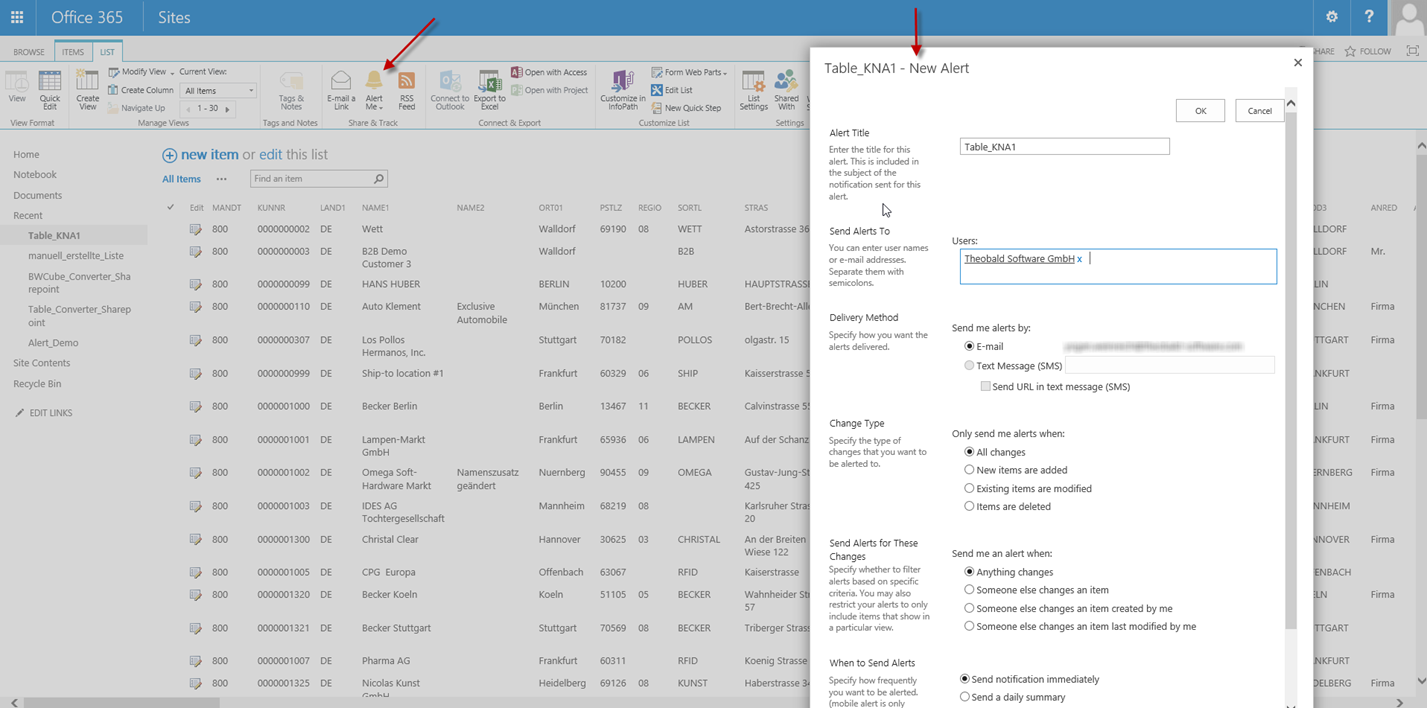 Office 365 Sites ?
BROWSE ITEMS LIST SHARE FOLLOW
View
Quick
Edit
View Format
Create
View
Modify View
Create Column
Navigate Up
Current View:
All Items
1 - 30
Manage Views
Tags &
Notes
Tags and Notes
E-mail a
Link
Alert
Me
RSS
Feed
Share & Track
Connect to
Outlook
Export to
Excel
Open with Access
Open with Project
Connect & Export
Customize in
InfoPath
Form Web Parts
Edit List
New Quick Step
Customize List
List
Settings
Shared
With
Settings
Home
Notebook
Documents
Recent
Table_KNA1
manuell_erstellte_Liste
BWCube_Converter_Sha
repoint
Table_Converter_Sharep
oint
Alert_Demo
Site Contents
Recycle Bin
EDIT LINKS
new item or edit this list
All Items ... Find an item
Edit MANDT KUNNR LAND1 NAME1 NAME2 ORT01 PSTLZ REGIO SORTL STRAS OD3 ANRED
800 0000000002 DE Wett Walldorf 69190 08 WETT Astorstrasse 36 LLDORF
800 0000000003 DE B2B Demo Walldorf B2B LLDORF Mr.
Customer 3
800 0000000099 DE HANS HUBER BERLIN 10200 HUBER HAUPTSTRASSE RLIN
800 0000000110 DE Auto Klement Exclusive München 81737 09 AM Bert-Brecht-Alle NCHEN Firma
Automobile
800 0000000337 DE Los Pollos Stuttgart 70182 POLLOS olgastr. 15 TTGART Firma
Hermanos, Inc.
800 0000000999 DE Ship-to location #1 Frankfurt 60329 06 SHIP Kaisserstrasse 5 NKFURT
800 0000001000 DE Becker Berlin Berlin 13467 11 BECKER Calvinstrasse 55 RLIN Firma
800 0000001001 DE Lampen-Markt Frankfurt 65936 06 LAMPEN Auf der Schanz NKFURT Firma
GmbH
800 0000001002 DE Omega Soft- Namenszusatz Nuernberg 90455 09 OMEGA Gustav-Jung-St ERNBERG Firma
Hardware Markt geändert 425
800 0000001003 DE IDES AG Mannheim 68219 08 Karlsruher Stras NNHEIM
Tochtergesellschaft 20
800 0000001300 DE Christal Clear Hannover 30625 03 CHRISTAL An der Breiten NNOVER Firma
Wiese 122
800 0000001005 DE CPG Europa Offenbach 63067 RFID Kaiserstrasse ENBACH
800 0000001320 DE Becker Koeln Koeln 51105 05 BECKER Wahnheider Str LN Firma
57
800 0000001321 DE Becker Stuttgart Stuttgart 70569 08 BECKER Triberger Strass TTGART Firma
800 0000001007 DE Pharma AG Frankfurt 60311 RFID Koenig Strasse NKFURT
800 0000001105 DE Nicolas Kunst Heidelberg 69126 08 KUNST Haberstrasse 34 DELBERG Firma
GmbH
Table_KNA1 - New Alert
OK Cancel
Alert Title
Enter the title for this
alert. This is included in
the subject of the
notification sent for this
alert.
Table_KNA1
Send Alerts To
You can enter user names
or e-mail addresses.
Separate them with
semicolons.
Users:
Theobald Software GmbH x
Delivery Method
Specify how you want the
alerts delivered.
Send me alerts by:
E-mail
Text Message (SMS)
Send URL in text message (SMS)
Change Type
Specify the type of
changes that you want to
be alerted to.
Only send me alerts when:
All changes
New items are added
Existing items are modified
Items are deleted
Send Alerts for These
Changes
Specify whether to filter
alerts based on specific
criteria. You may also
restrict your alerts to only
include items that show in
a particular view.
Send me an alert when:
Anything changes
Someone else changes an item
Someone else changes an item created by me
Someone else changes an item last modified by me
When to Send Alerts
Specify how frequently
you want to be alerted.
(mobile alert is only
Send notification immediately
Send a daily summary